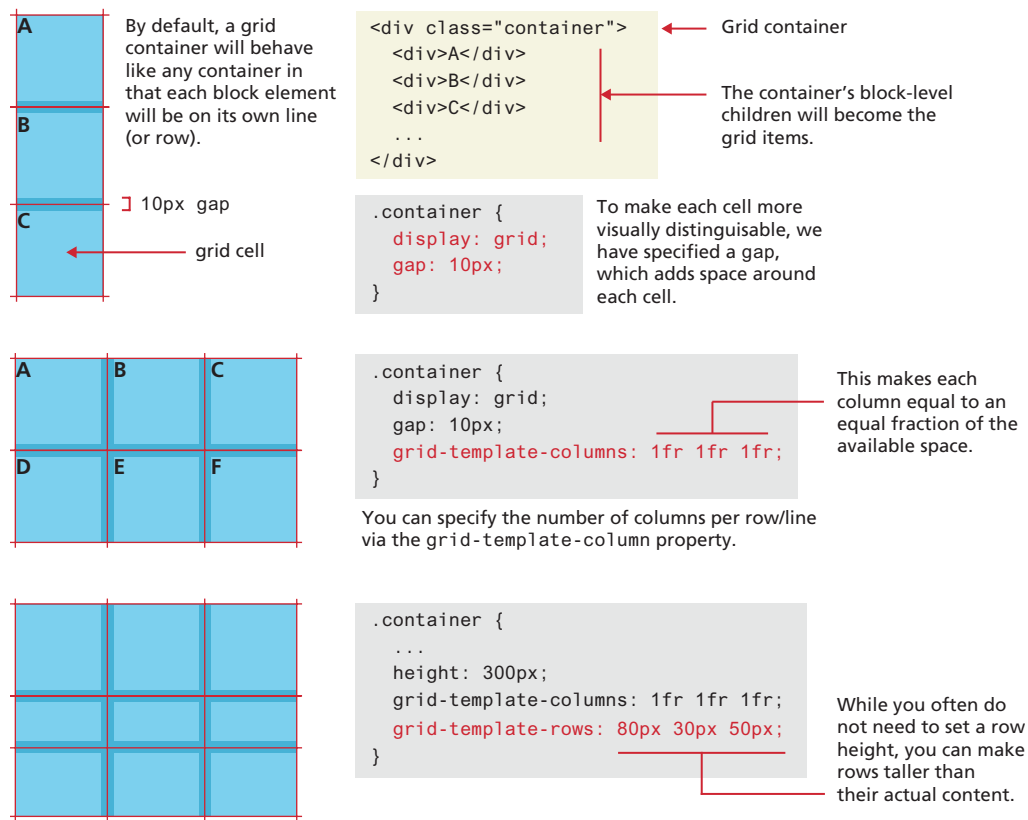 A
B
C
By default, a grid
container will behave
like any container in
that each block element
will be on its own line
(or row).
10px gap
grid cell
<div class="container">
<div>A</div>
<div>B</div>
<div>C</div>
...
</div>
Grid container
The container's block-level
children will become the
grid items.
.container {
display: grid;
gap: 10px;
}
To make each cell more
visually distinguisable, we
have specified a gap,
which adds space around
each cell.
A B C
D E F
.container {
display: grid;
gap: 10px;
grid-template-columns: 1fr 1fr 1fr;
}
This makes each
column equal to an
equal fraction of the
available space.
You can specify the number of columns per row/line
via the grid-template-column property.
.container {
...
height: 300px;
grid-template-columns: 1fr 1fr 1fr;
grid-template-rows: 80px 30px 50px;
}
While you often do
not need to set a row
height, you can make
rows taller than
their actual content.